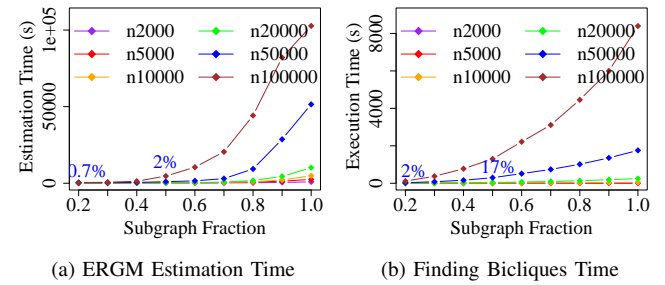 Estimation Time (s)
0 50000 1e+05
n2000
n5000
n10000
n20000
n50000
n100000
0.7%
2%
0.2 0.4 0.6 0.8 1.0
Subgraph Fraction
(a) ERGM Estimation Time
Execution Time (s)
0 4000 8000
n2000
n5000
n10000
n20000
n50000
n100000
2%
17%
0.2 0.4 0.6 0.8 1.0
Subgraph Fraction
(b) Finding Bicliques Time